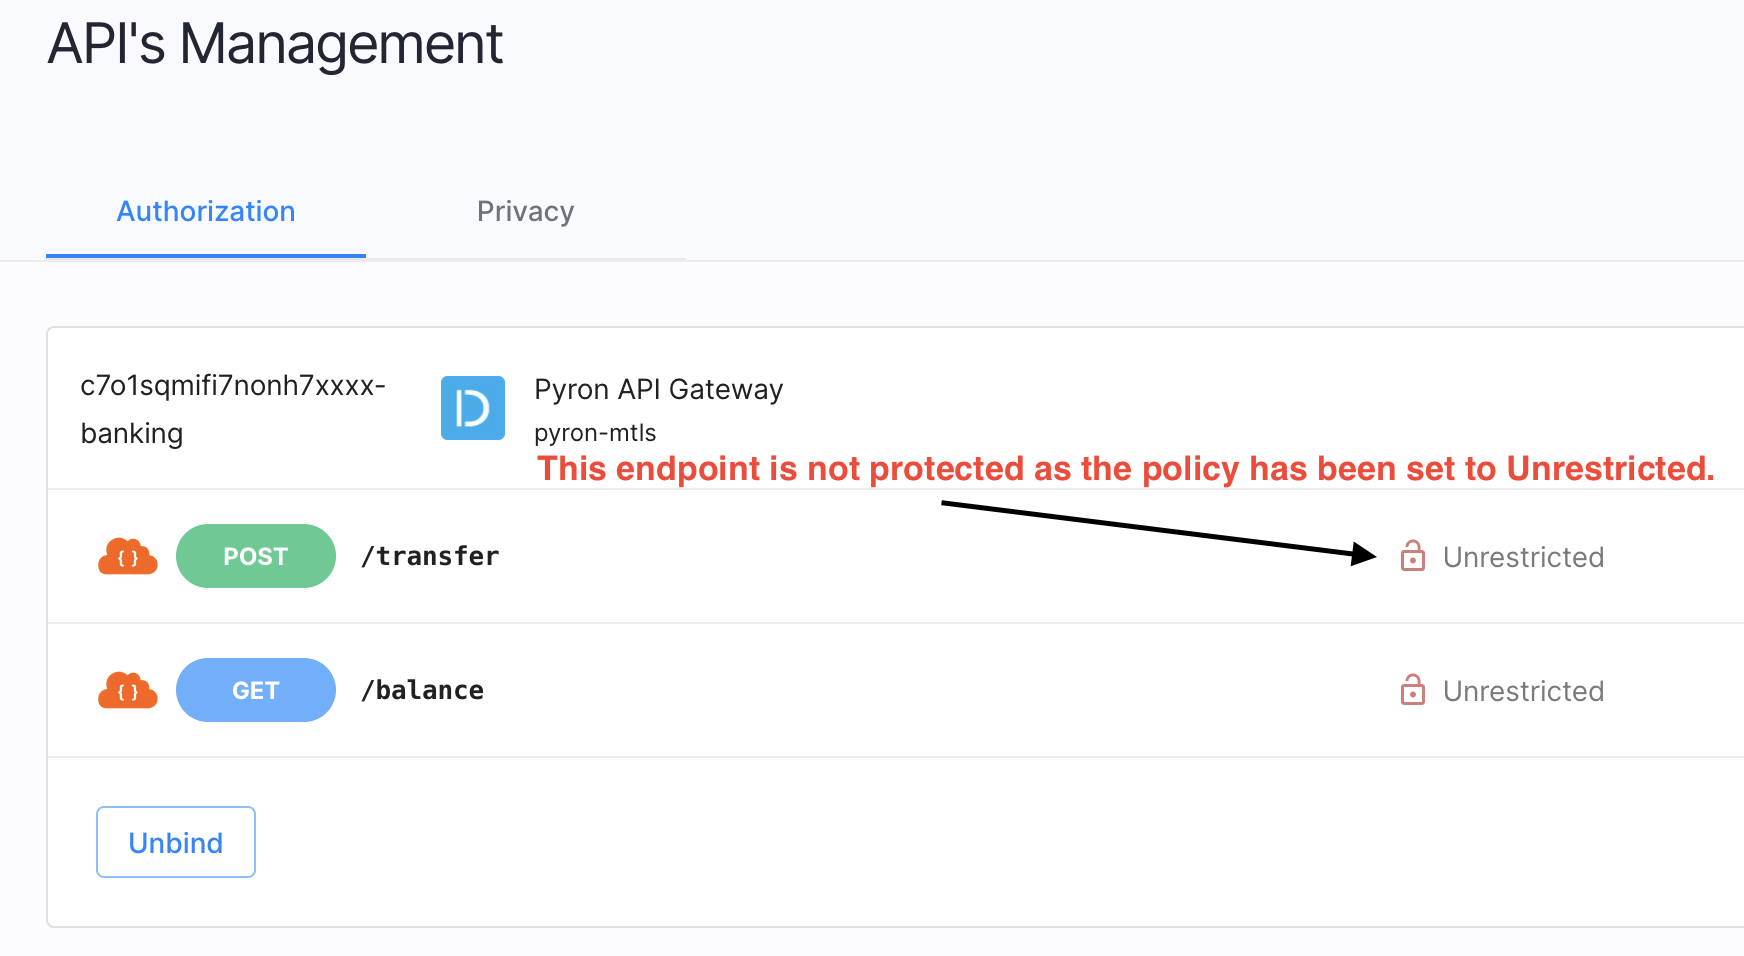 API's Management
Authorization
Privacy
c7o1sqmifi7nonh7xxxx-
banking
Pyron API Gateway
pyron-mtls
This endpoint is not protected as the policy has been set to Unrestricted.
{ } POST /transfer Unrestricted
{ } GET /balance Unrestricted
Unbind